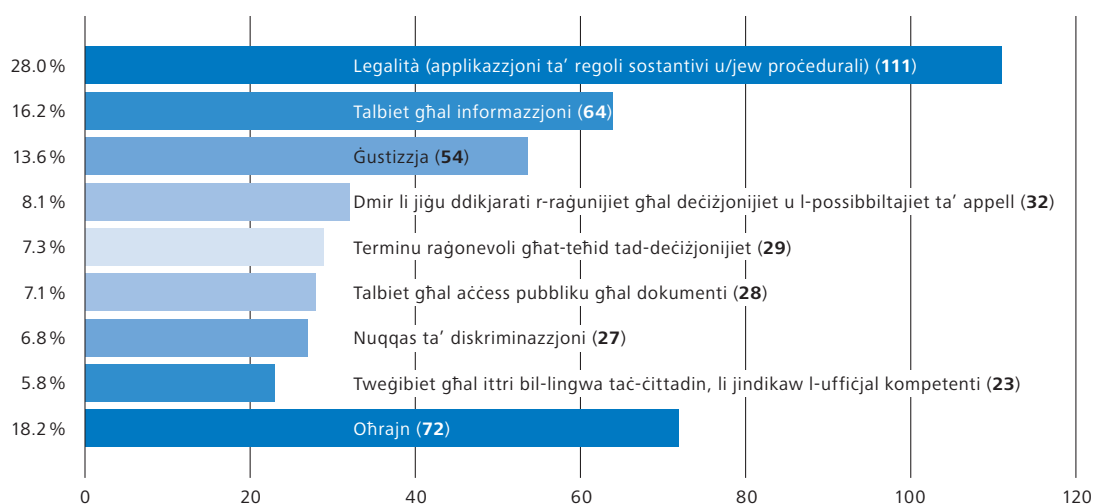 28.0 % Legalità (applikazzjoni ta’ regoli sostantivi u/jew proċedurali) (111)
16.2 % Talbiet għal informazzjoni (64)
13.6 % Ġustizzja (54)
8.1 % Dmir li jiġu ddikjarati r-raġunijiet għal deċiżjonijiet u l-possibbiltajiet ta’ appell (32)
7.3 % Terminu raġonevoli għat-teħid tad-deċiżjonijiet (29)
7.1 % Talbiet għal aċċess pubbliku għal dokumenti (28)
6.8 % Nuqqas ta’ diskriminazzjoni (27)
5.8 % Tweġibiet għal ittri bil-lingwa taċ-ċittadin, li jindikaw l-uffiċjal kompetenti (23)
18.2 % Oħrajn (72)
0 20 40 60 80 100 120